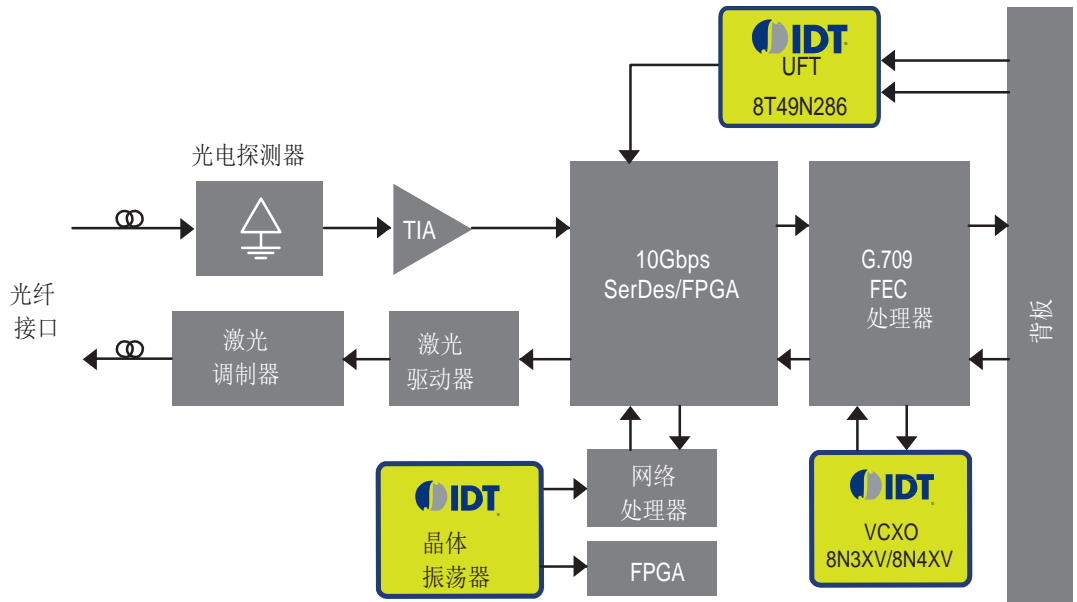 IDT
UFT
8T49N286
光电探测器
TIA
10Gbps
SerDes/FPGA
G.709
FEC
处理器
背板
光纤
接口
激光
调制器
激光
驱动器
IDT
晶体
振荡器
网络
处理器
FPGA
IDT
VCXO
8N3XV/8N4XV